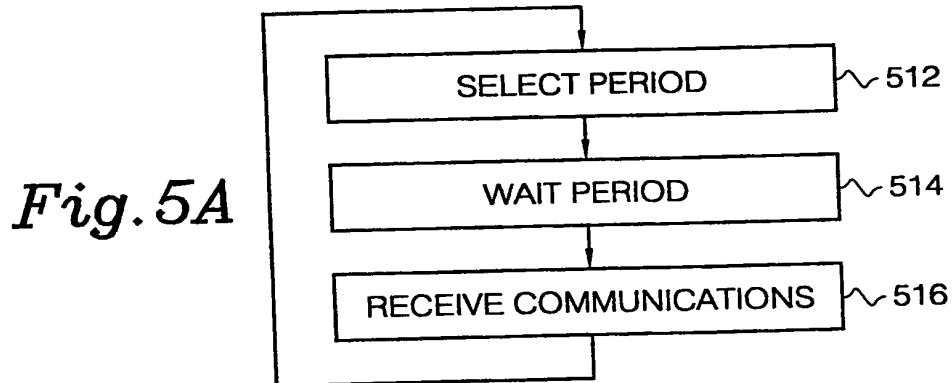 SELECT PERIOD 512
WAIT PERIOD 514
Fig. 5A
RECEIVE COMMUNICATIONS 516